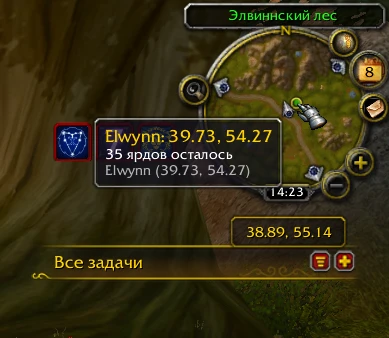 Элвиннский лес
N
8
Elwynn: 39.73, 54.27
35 ярдов осталось
Elwynn (39.73, 54.27)
14:23
38.89, 55.14
Все задачи